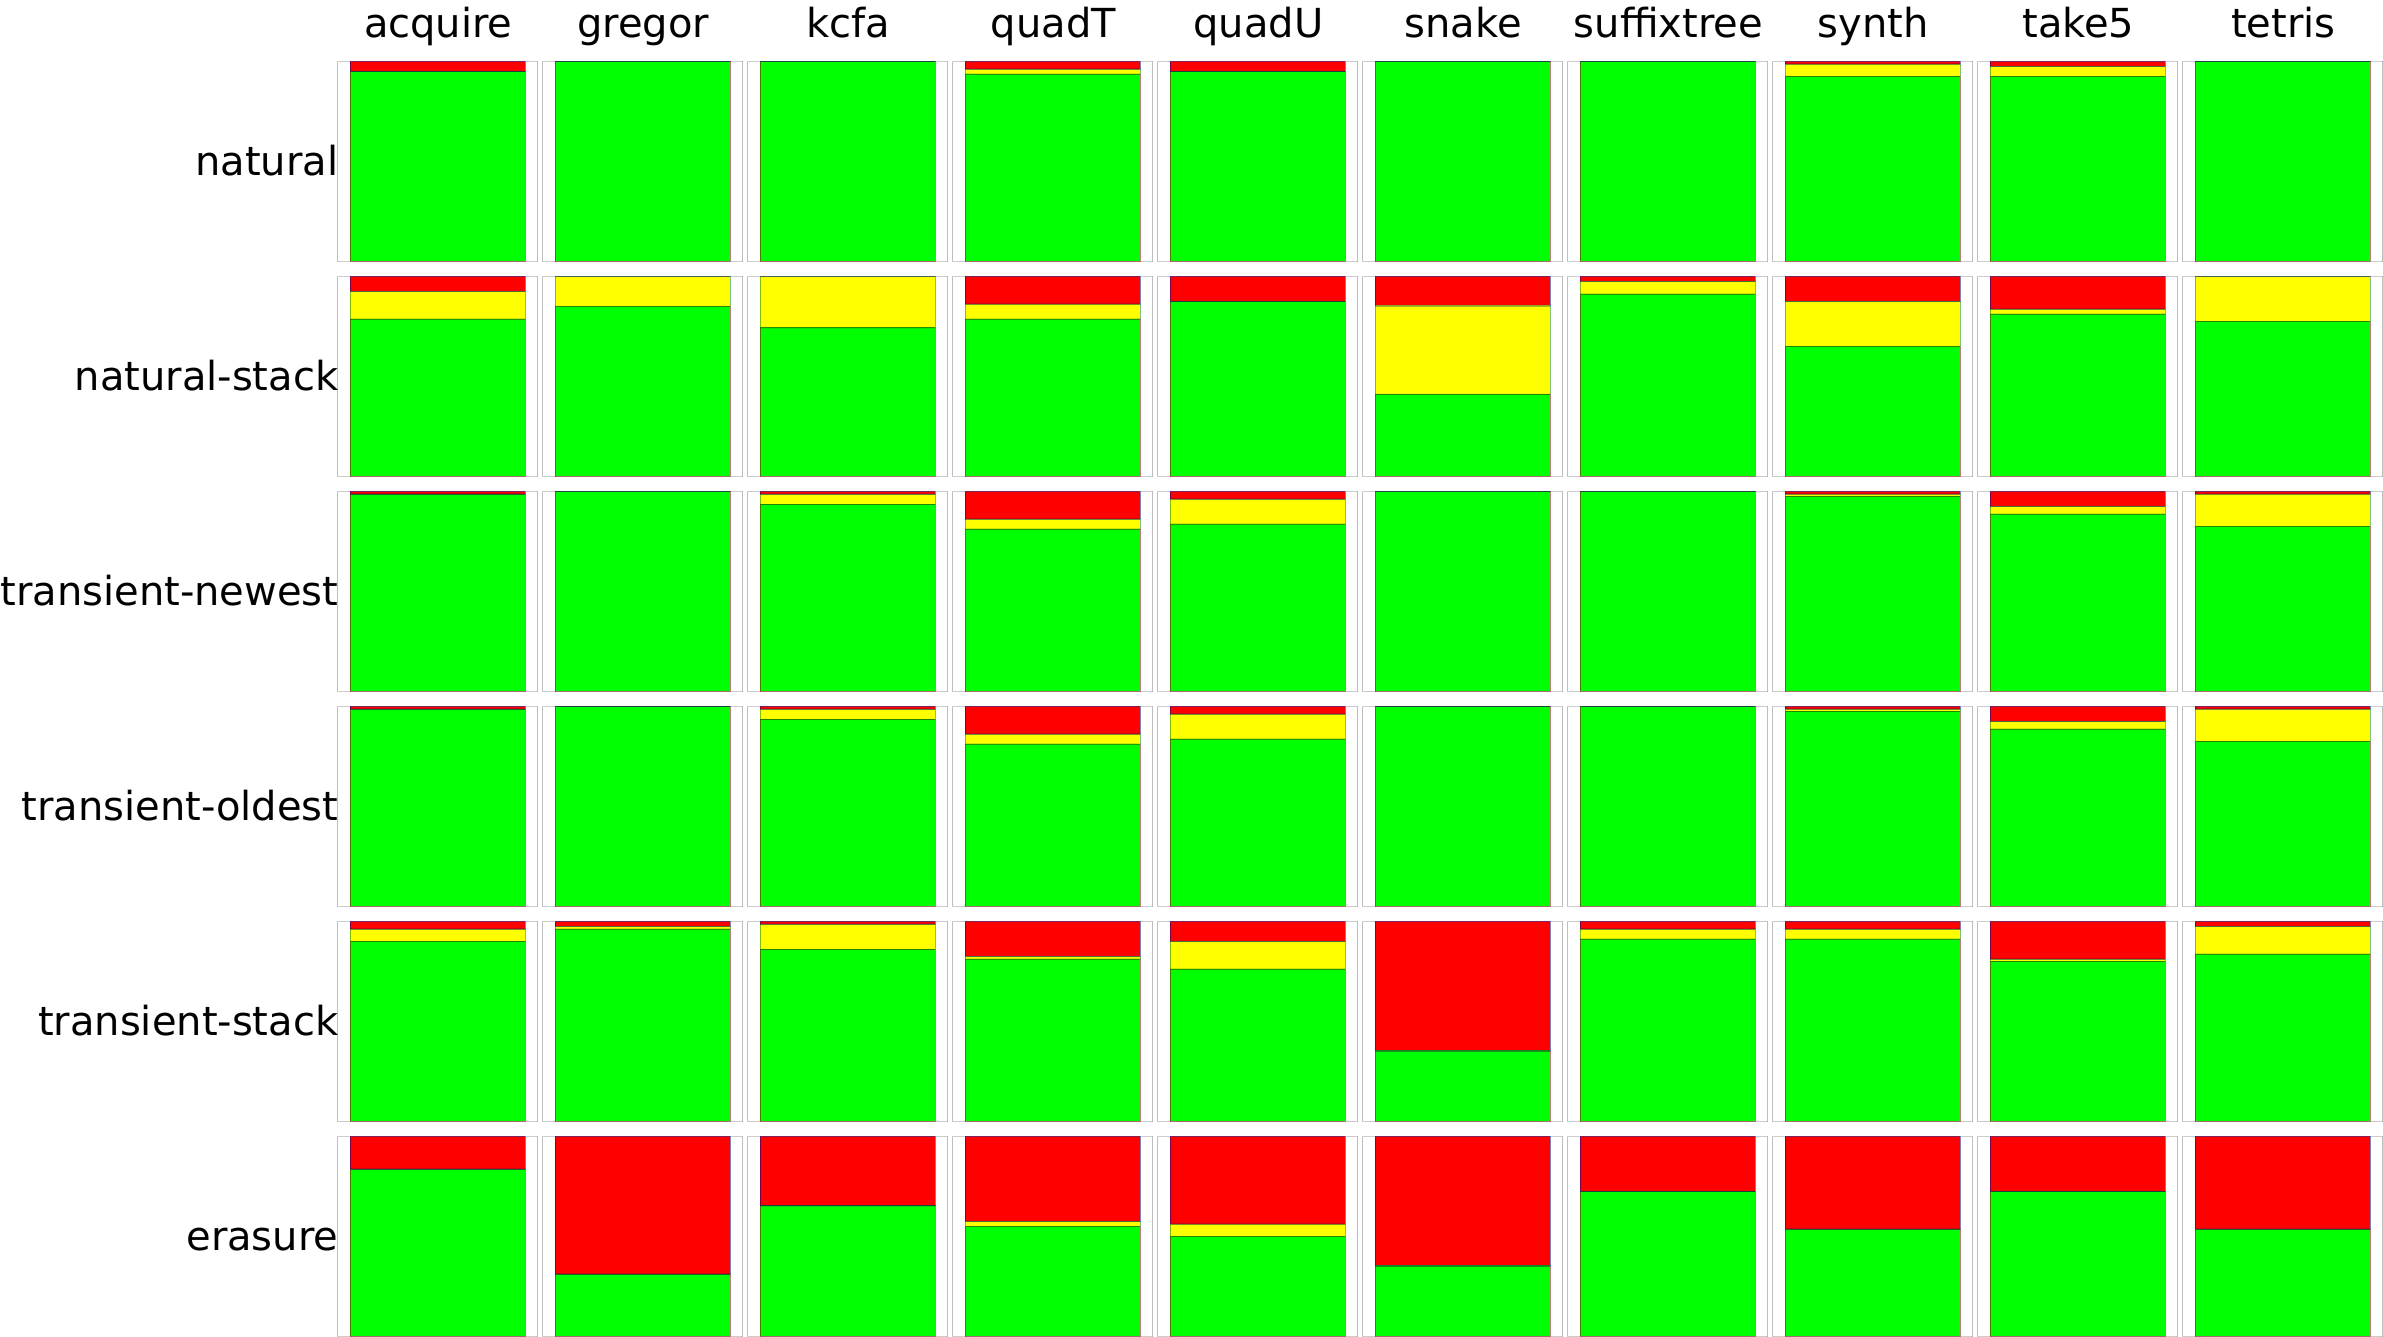 acquire gregor kcfa quadT quadU snake suffixtree synth take5 tetris
natural
natural-stack
transient-newest
transient-oldest
transient-stack
erasure